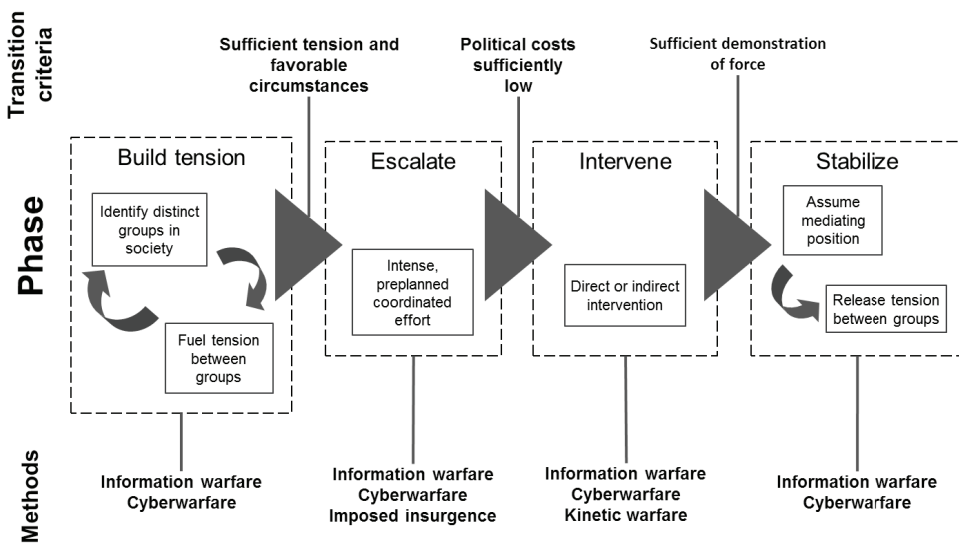 Transition
criteria
Sufficient tension and
favorable
circumstances
Political costs
sufficiently
low
Sufficient demonstration
of force
Phase
Build tension
Identify distinct
groups in
society
Fuel tension
between
groups
Escalate
Intense,
preplanned
coordinated
effort
Intervene
Direct or indirect
intervention
Stabilize
Assume
mediating
position
Release tension
between groups
Methods
Information warfare
Cyberwarfare
Information warfare
Cyberwarfare
Imposed insurgence
Information warfare
Cyberwarfare
Kinetic warfare
Information warfare
Cyberwarfare